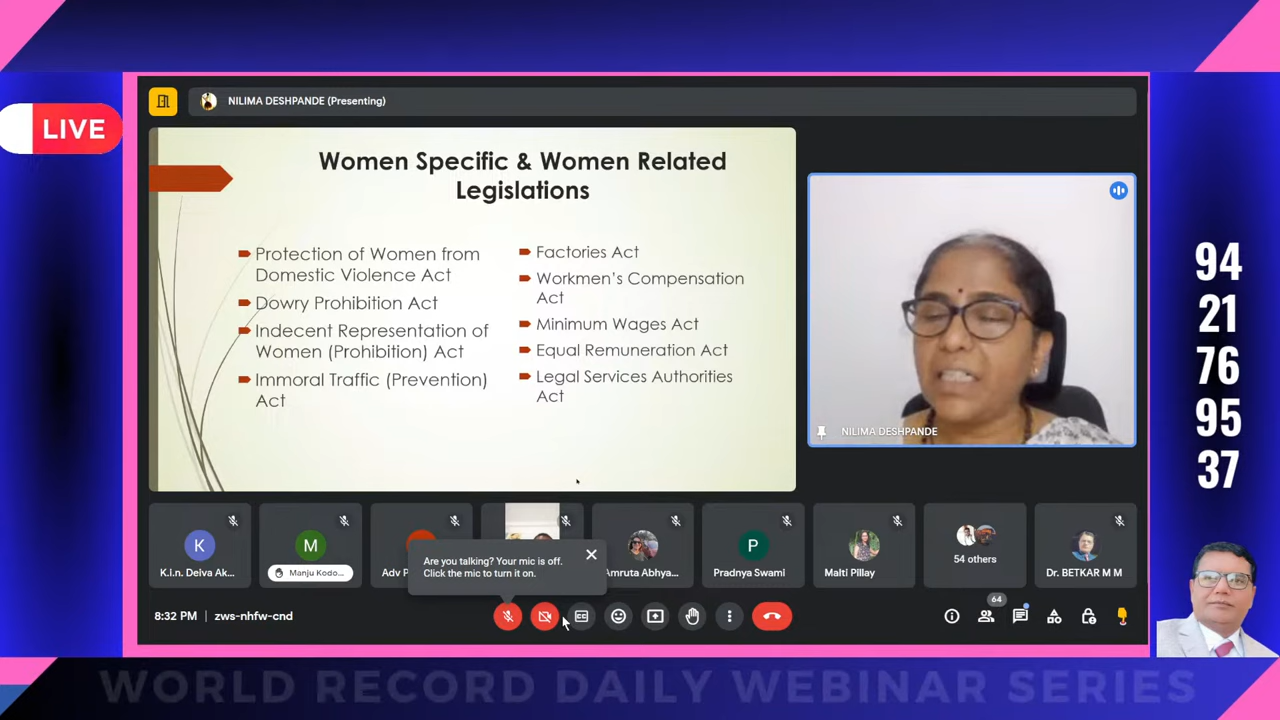 LIVE
NILIMA DESHPANDE (Presenting)
Women Specific & Women Related
Legislations
Protection of Women from
Domestic Violence Act
Dowry Prohibition Act
Indecent Representation of
Women (Prohibition) Act
Immoral Traffic (Prevention)
Act
Factories Act
Workmen's Compensation
Act
Minimum Wages Act
Equal Remuneration Act
Legal Services Authorities
Act
NILIMA DESHPANDE
94
21
76
95
37
K
K.i.n. Deiva Ak...
M
Manju Kodo...
Adv P
Are you talking? Your mic is off.
Click the mic to turn it on.
Amruta Abhya...
P
Pradnya Swami
Malti Pillay
54 others
Dr. BETKAR M M
8:32 PM | zws-nhfw-cnd
CC
64
WORLD RECORD DAILY WEBINAR SERIES